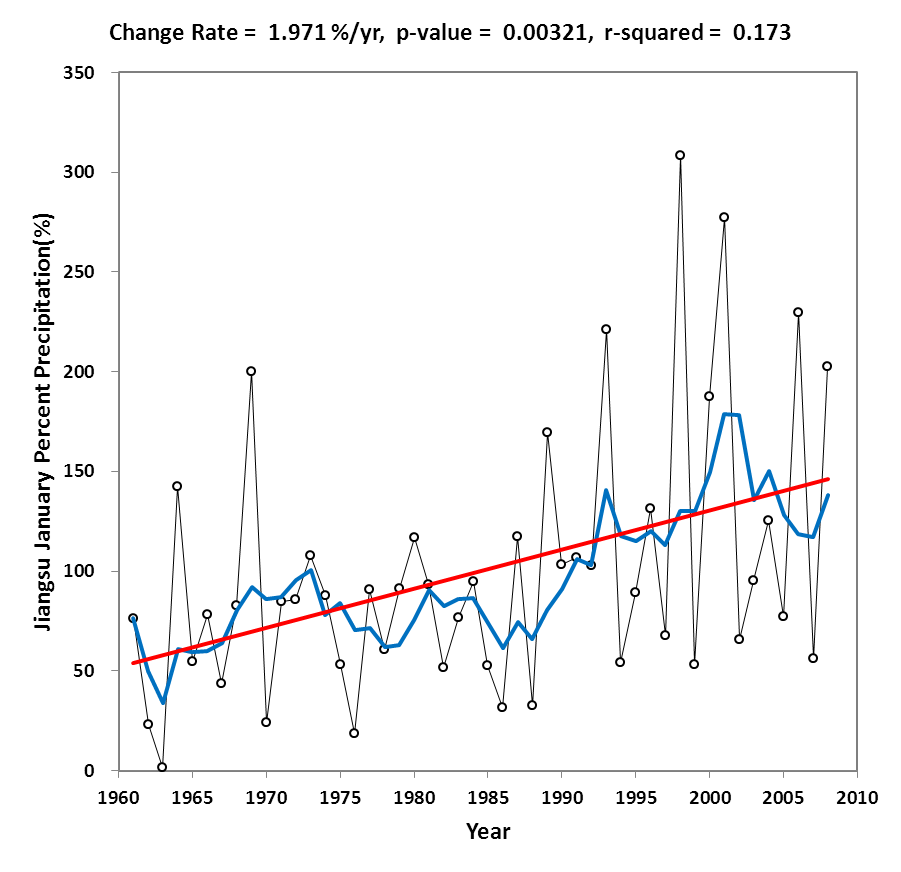 Change Rate = 1.971 %/yr, p-value = 0.00321, r-squared = 0.173
350
300
250
200
150
100
50
0
Jiangsu January Percent Precipitation(%)
1960 1965 1970 1975 1980 1985 1990 1995 2000 2005 2010
Year